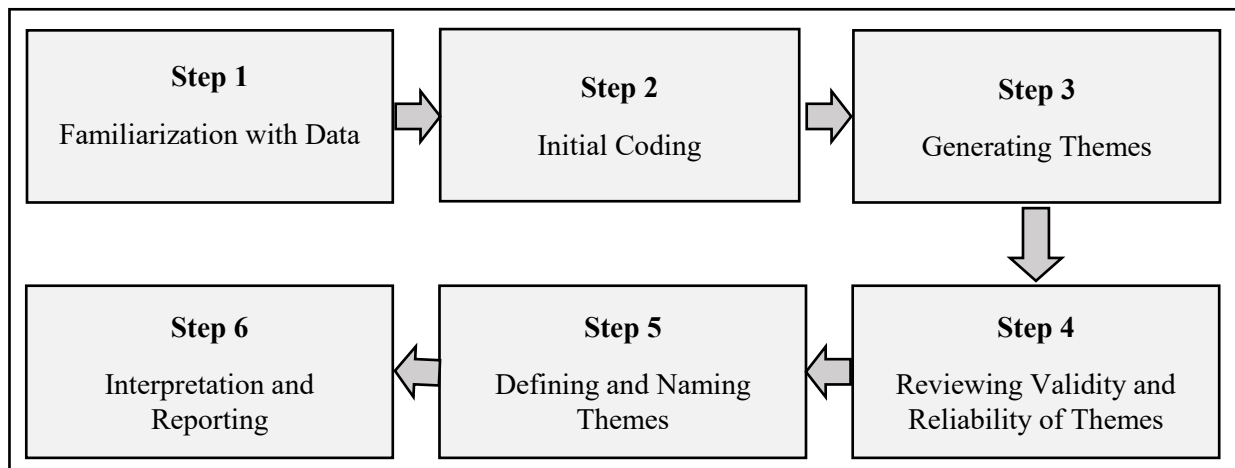 Step 1
Familiarization with Data
Step 2
Initial Coding
Step 3
Generating Themes
Step 4
Reviewing Validity and
Reliability of Themes
Step 5
Defining and Naming
Themes
Step 6
Interpretation and
Reporting